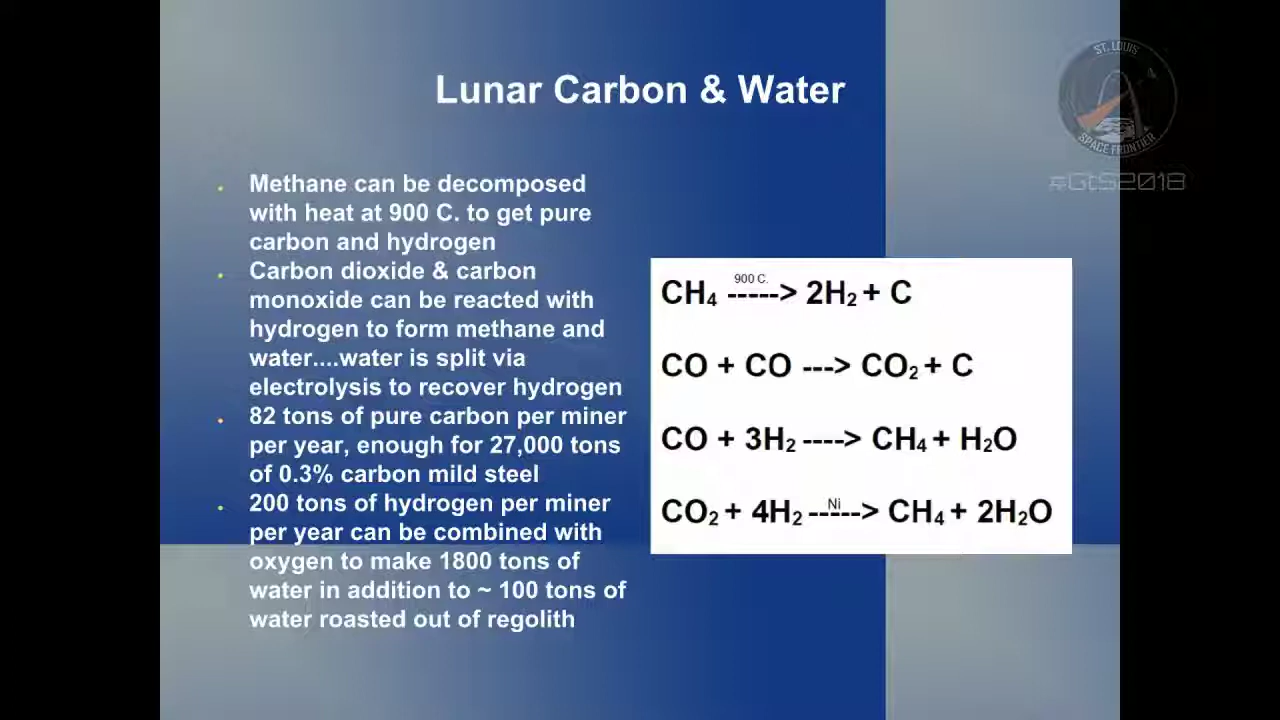 Lunar Carbon & Water
ST. LOUIS
SPACE FRONTIER
#GtS2018
Methane can be decomposed
with heat at 900 C. to get pure
carbon and hydrogen
Carbon dioxide & carbon
monoxide can be reacted with
hydrogen to form methane and
water....water is split via
electrolysis to recover hydrogen
82 tons of pure carbon per miner
per year, enough for 27,000 tons
of 0.3% carbon mild steel
200 tons of hydrogen per miner
per year can be combined with
oxygen to make 1800 tons of
water in addition to ~ 100 tons of
water roasted out of regolith
900 C.
CH₄ -----> 2H₂ + C
CO + CO ---> CO₂ + C
CO + 3H₂ ----> CH₄ + H₂O
Ni
CO₂ + 4H₂ -----> CH₄ + 2H₂O